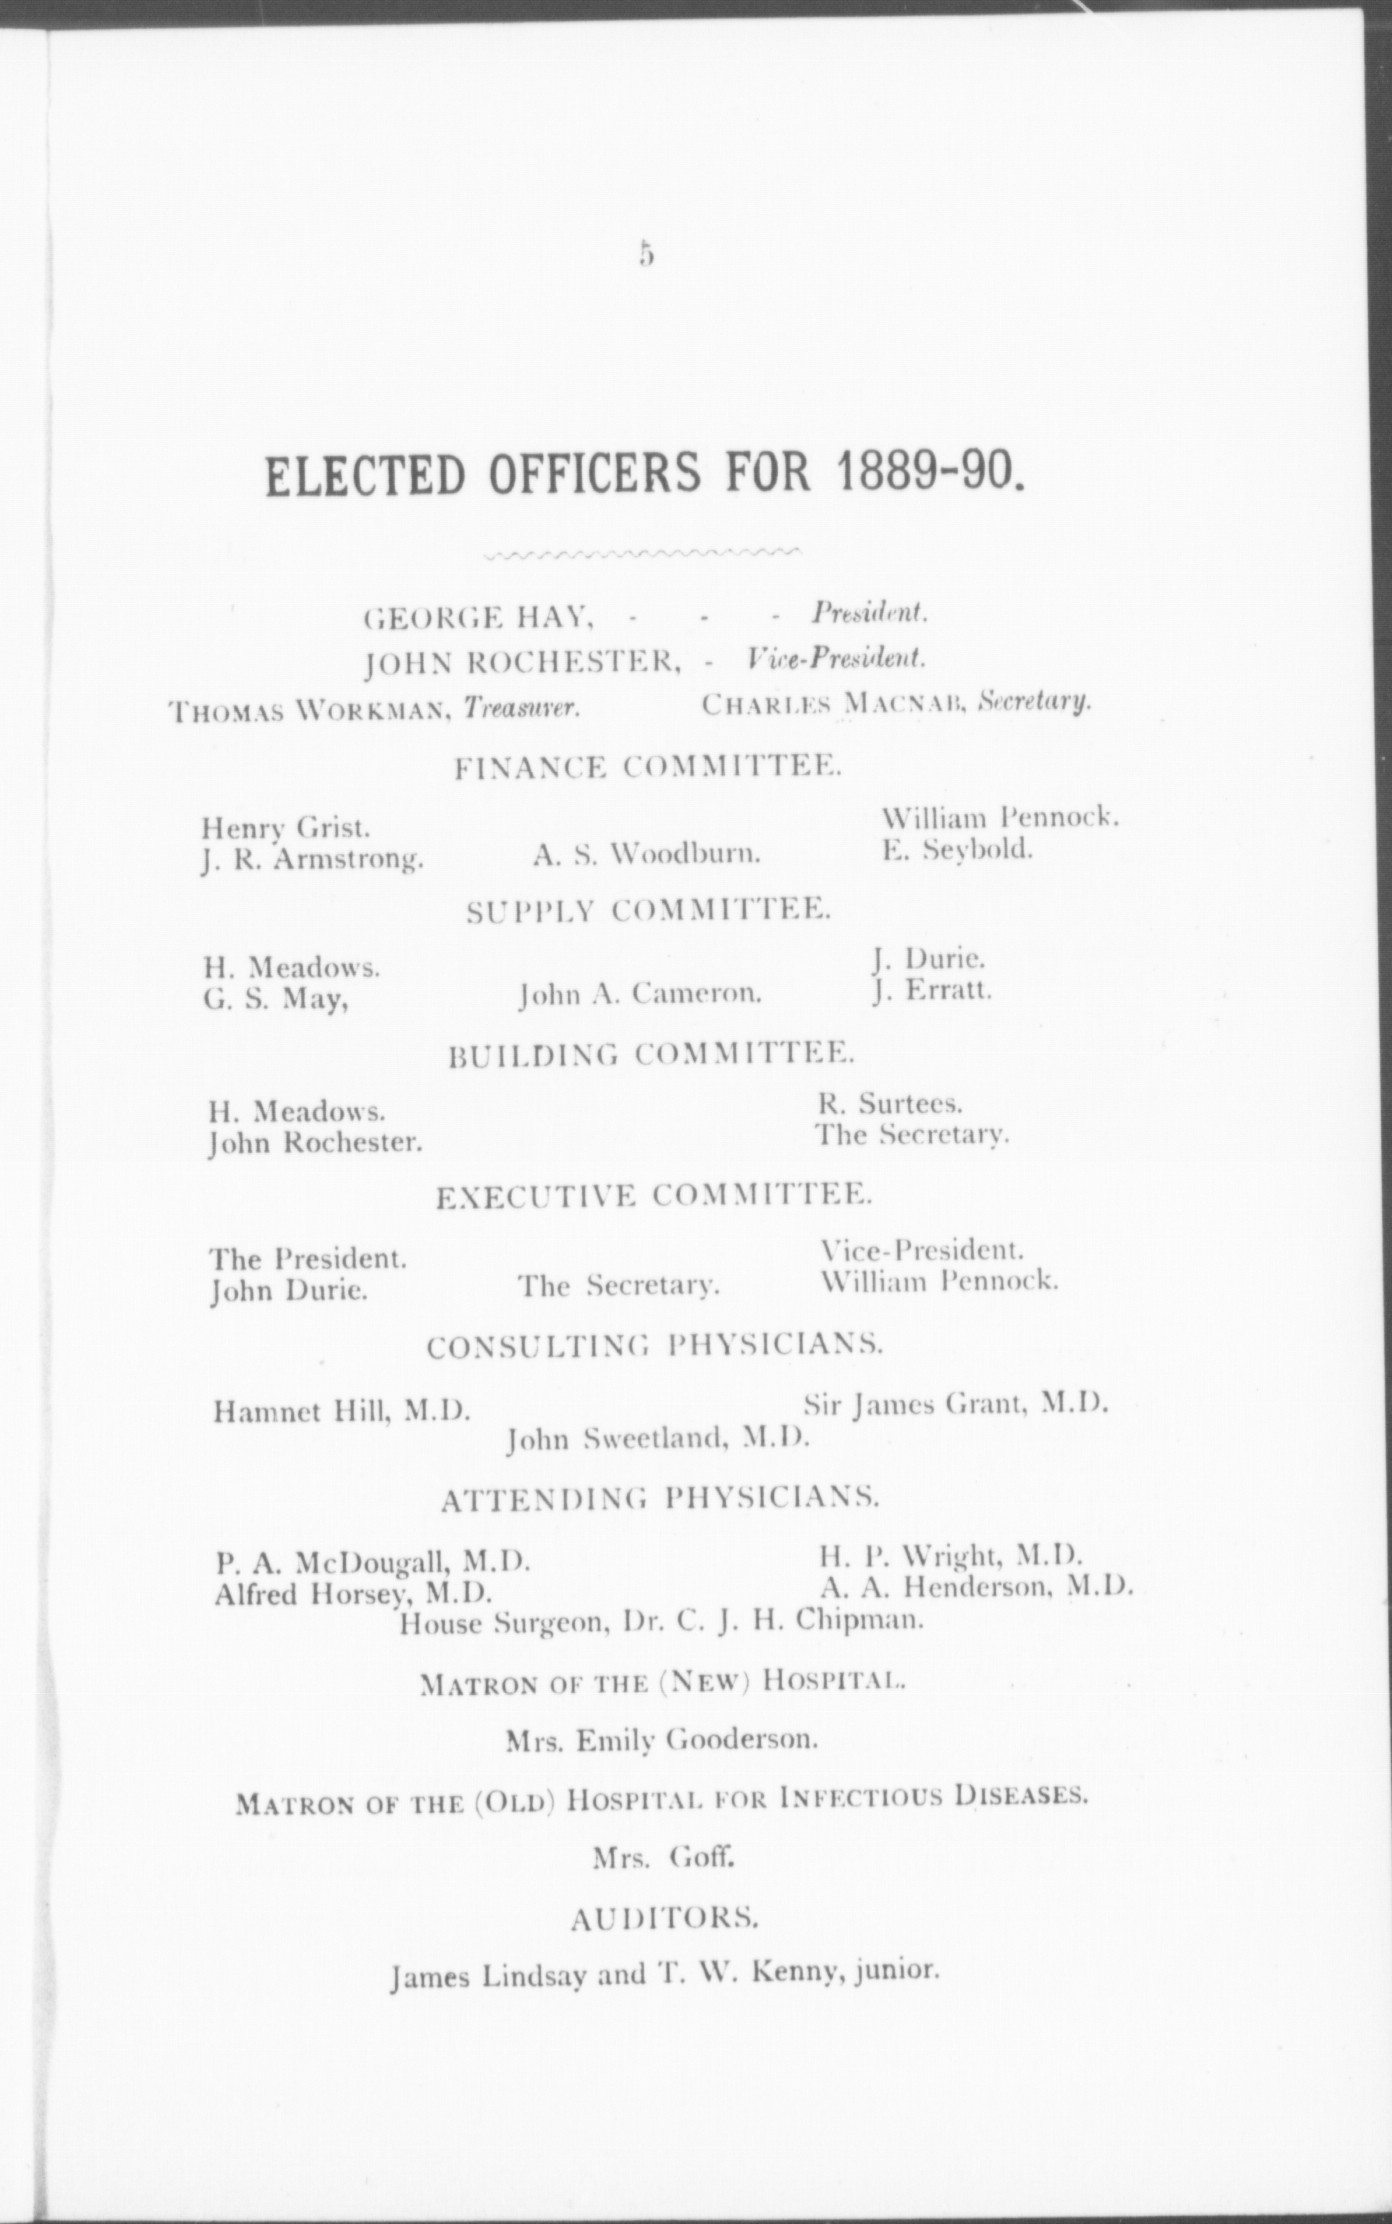 5
ELECTED OFFICERS FOR 1889-90.
GEORGE HAY, - - - President.
JOHN ROCHESTER, - Vice-President.
THOMAS WORKMAN, Treasurer. CHARLES MACNAB, Secretary.
FINANCE COMMITTEE.
Henry Grist. William Pennock.
J. R. Armstrong. A. S. Woodburn. E. Seybold.
SUPPLY COMMITTEE.
H. Meadows. J. Durie.
G. S. May, John A. Cameron. J. Erratt.
BUILDING COMMITTEE.
H. Meadows. R. Surtees.
John Rochester. The Secretary.
EXECUTIVE COMMITTEE.
The President. Vice-President.
John Durie. The Secretary. William Pennock.
CONSULTING PHYSICIANS.
Hamnet Hill, M.D. Sir James Grant, M.D.
John Sweetland, M.D.
ATTENDING PHYSICIANS.
P. A. McDougall, M.D. H. P. Wright, M.D.
Alfred Horsey, M.D. A. A. Henderson, M.D.
House Surgeon, Dr. C. J. H. Chipman.
MATRON OF THE (NEW) HOSPITAL.
Mrs. Emily Gooderson.
MATRON OF THE (OLD) HOSPITAL FOR INFECTIOUS DISEASES.
Mrs. Goff.
AUDITORS.
James Lindsay and T. W. Kenny, junior.